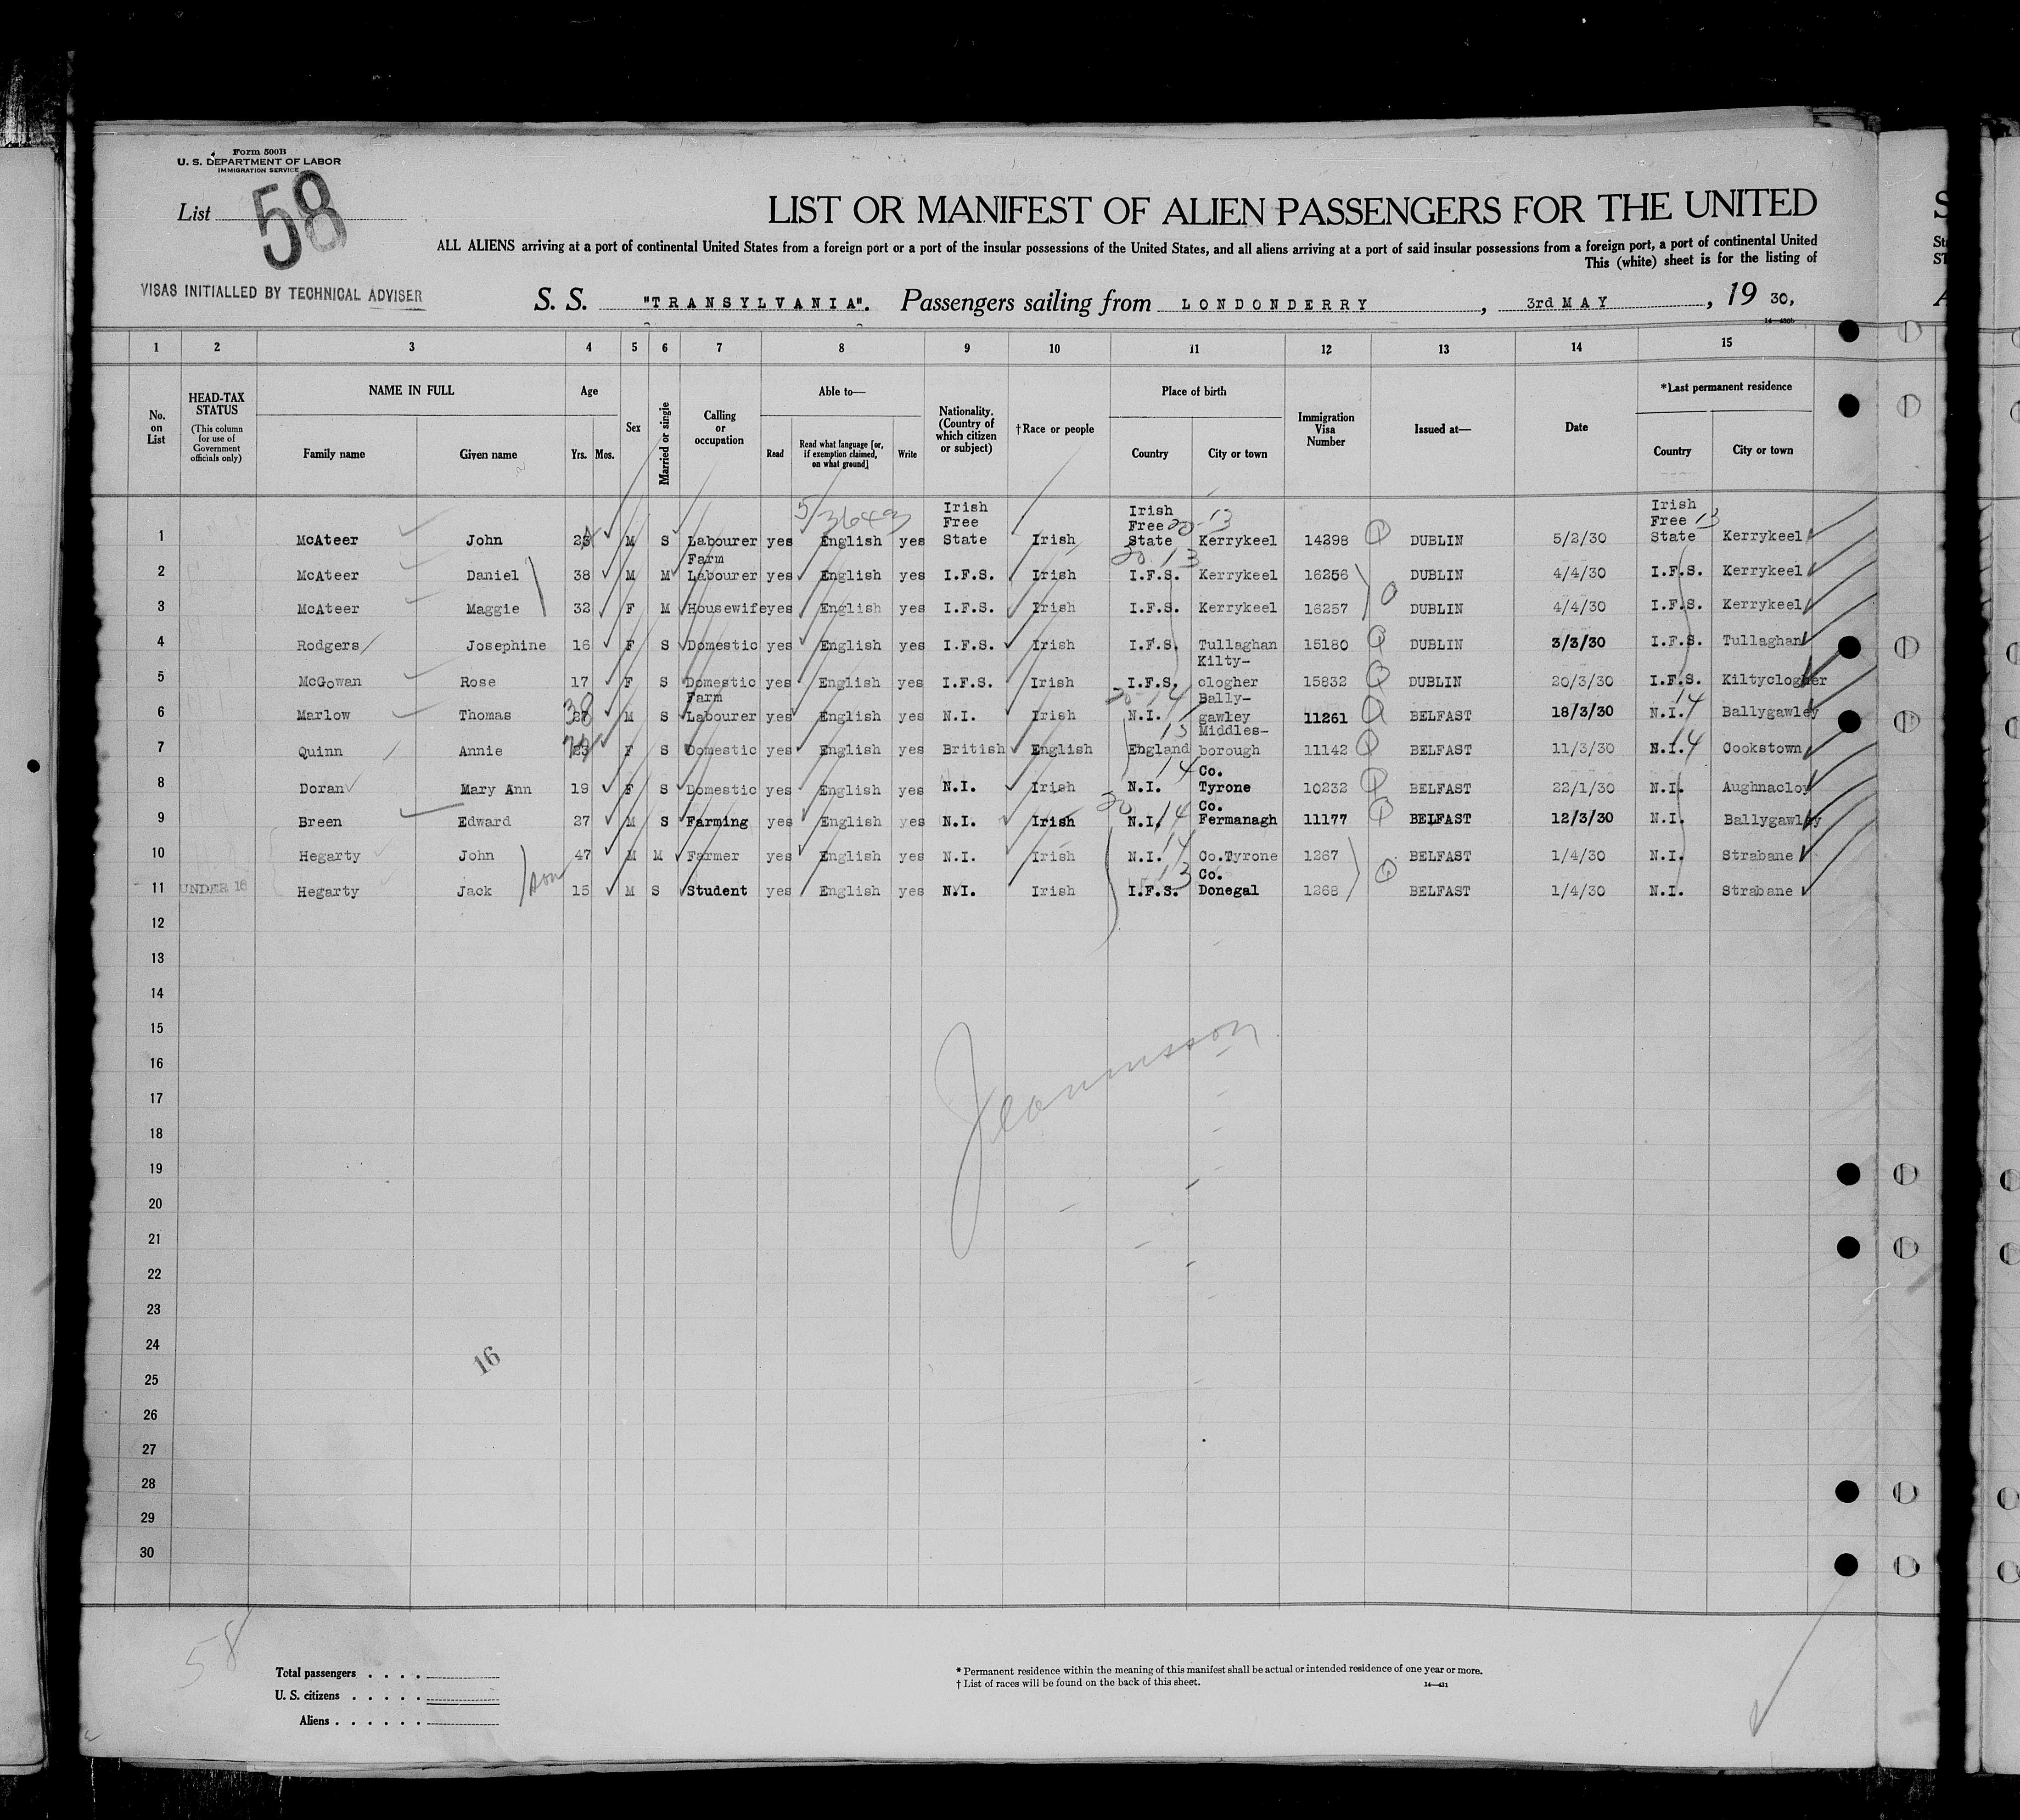 Form 500B
U. S. DEPARTMENT OF LABOR
IMMIGRATION SERVICE
List 58
LIST OR MANIFEST OF ALIEN PASSENGERS FOR THE UNITED
ALL ALIENS arriving at a port of continental United States from a foreign port or a port of the insular possessions of the United States, and all aliens arriving at a port of said insular possessions from a foreign port, a port of continental United
This (white) sheet is for the listing of
VISAS INITIALLED BY TECHNICAL ADVISER
S. S. "TRANSYLVANIA". Passengers sailing from LONDONDERRY, 3rd MAY, 19 30,
1 2 3 4 5 6 7 8 9 10 11 12 13 14 15
No. on List
HEAD-TAX STATUS (This column for use of Government officials only)
NAME IN FULL Family name Given name
Age Yrs. Mos.
Sex
Married or single
Calling or occupation
Able to— Read Read what language [or, if exemption claimed, on what ground] Write
Nationality. (Country of which citizen or subject)
†Race or people
Place of birth Country City or town
Immigration Visa Number
Issued at—
Date
*Last permanent residence Country City or town
1 McAteer John M S Labourer yes English yes Irish Free State Irish Irish Free State Kerrykeel 14298 DUBLIN 5/2/30 Irish Free State Kerrykeel
2 McAteer Daniel 38 M M Farm Labourer yes English yes I.F.S. Irish I.F.S. Kerrykeel 16256 DUBLIN 4/4/30 I.F.S. Kerrykeel
3 McAteer Maggie 32 F M Housewife yes English yes I.F.S. Irish I.F.S. Kerrykeel 16257 DUBLIN 4/4/30 I.F.S. Kerrykeel
4 Rodgers Josephine 16 F S Domestic yes English yes I.F.S. Irish I.F.S. Tullaghan 15180 DUBLIN 3/3/30 I.F.S. Tullaghan
5 McGowan Rose 17 F S Domestic yes English yes I.F.S. Irish I.F.S. Kilty-clogher 15832 DUBLIN 20/3/30 I.F.S. Kiltyclogher
6 Marlow Thomas 38 M S Farm Labourer yes English yes N.I. Irish N.I. Bally-gawley 11261 BELFAST 18/3/30 N.I. Ballygawley
7 Quinn Annie F S Domestic yes English yes British English England Middles-borough 11142 BELFAST 11/3/30 N.I. Cookstown
8 Doran Mary Ann 19 F S Domestic yes English yes N.I. Irish N.I. Co. Tyrone 10232 BELFAST 22/1/30 N.I. Aughnacloy
9 Breen Edward 27 M S Farming yes English yes N.I. Irish N.I. Co. Fermanagh 11177 BELFAST 12/3/30 N.I. Ballygawley
10 Hegarty John 47 M M Farmer yes English yes N.I. Irish N.I. Co.Tyrone 1267 BELFAST 1/4/30 N.I. Strabane
11 UNDER 16 Hegarty Jack son 15 M S Student yes English yes N.I. Irish I.F.S. Co. Donegal 1268 BELFAST 1/4/30 N.I. Strabane
12
13
14
15
16
17
18
19
20
21
22
23
24
16
25
26
27
28
29
30
58
Total passengers . . . .
U. S. citizens . . . . .
Aliens . . . . . .
* Permanent residence within the meaning of this manifest shall be actual or intended residence of one year or more.
† List of races will be found on the back of this sheet.
14—431